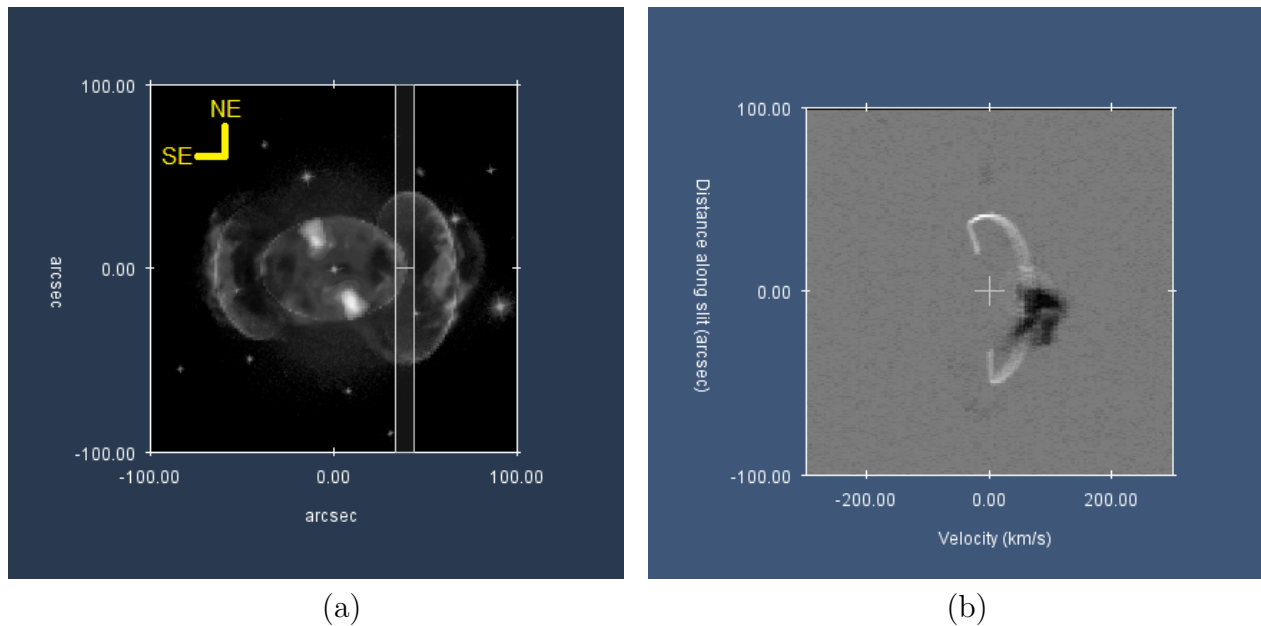 100.00
NE
SE
0.00
arcsec
-100.00
-100.00
0.00
100.00
arcsec
(a)
100.00
Distance along slit (arcsec)
0.00
-100.00
-200.00
0.00
200.00
Velocity (km/s)
(b)